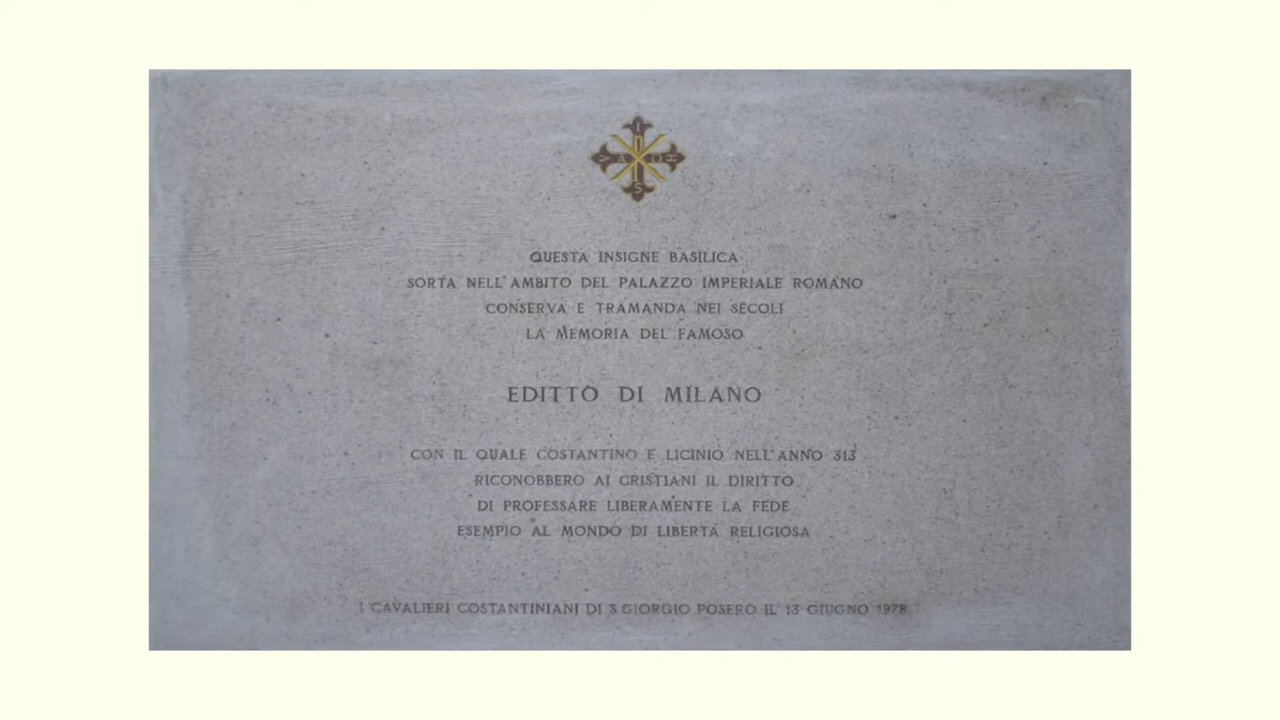 I
V A Ω H
S
QUESTA INSIGNE BASILICA
SORTA NELL'AMBITO DEL PALAZZO IMPERIALE ROMANO
CONSERVA E TRAMANDA NEI SECOLI
LA MEMORIA DEL FAMOSO
EDITTO DI MILANO
CON IL QUALE COSTANTINO E LICINIO NELL'ANNO 313
RICONOBBERO AI CRISTIANI IL DIRITTO
DI PROFESSARE LIBERAMENTE LA FEDE
ESEMPIO AL MONDO DI LIBERTÀ RELIGIOSA
I CAVALIERI COSTANTINIANI DI S.GIORGIO POSERO IL 13 GIUGNO 1978